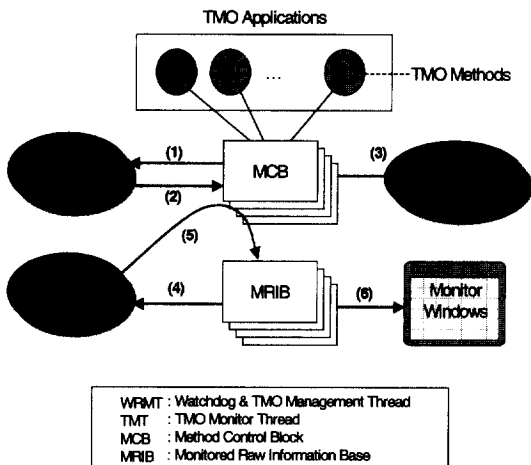 TMO Applications
...
TMO Methods
(1)
(2)
MCB
(3)
(5)
(4)
MRIB
(6)
Monitor
Windows
WRMT : Watchdog & TMO Management Thread
TMT : TMO Monitor Thread
MCB : Method Control Block
MRIB : Monitored Raw Information Base